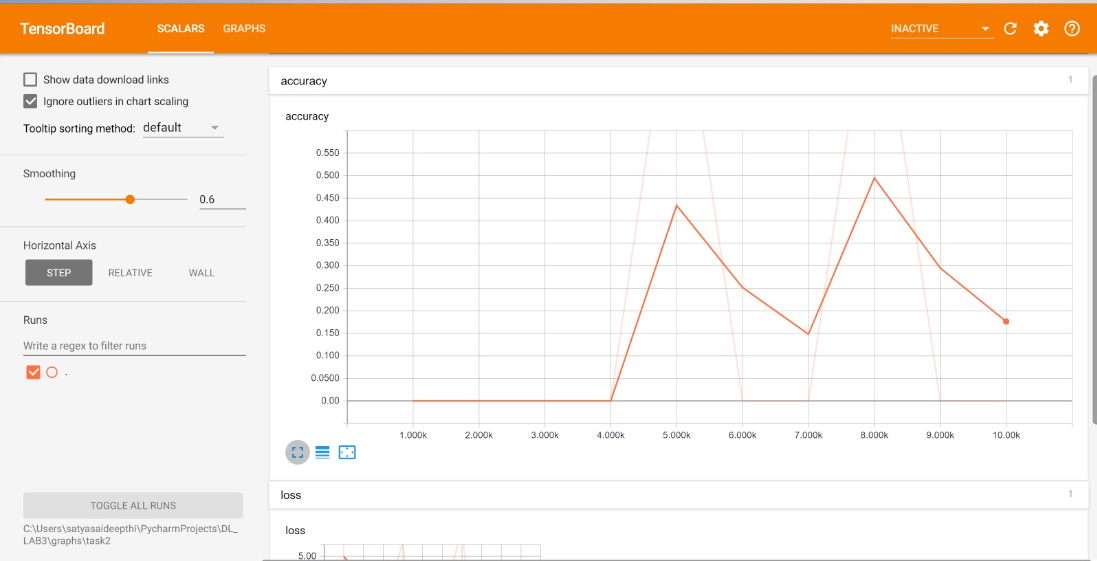 TensorBoard SCALARS GRAPHS INACTIVE
Show data download links
Ignore outliers in chart scaling
Tooltip sorting method: default
Smoothing
0.6
Horizontal Axis
STEP RELATIVE WALL
Runs
Write a regex to filter runs
.
TOGGLE ALL RUNS
C:\Users\satyasaideepthi\PycharmProjects\DL_
LAB3\graphs\task2
accuracy 1
accuracy
0.550
0.500
0.450
0.400
0.350
0.300
0.250
0.200
0.150
0.100
0.0500
0.00
1.000k 2.000k 3.000k 4.000k 5.000k 6.000k 7.000k 8.000k 9.000k 10.00k
loss 1
loss
5.00